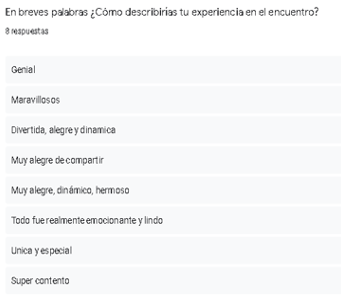 En breves palabras ¿Cómo describirías tu experiencia en el encuentro?
8 respuestas
Genial
Maravillosos
Divertida, alegre y dinamica
Muy alegre de compartir
Muy alegre, dinámico, hermoso
Todo fue realmente emocionante y lindo
Unica y especial
Super contento